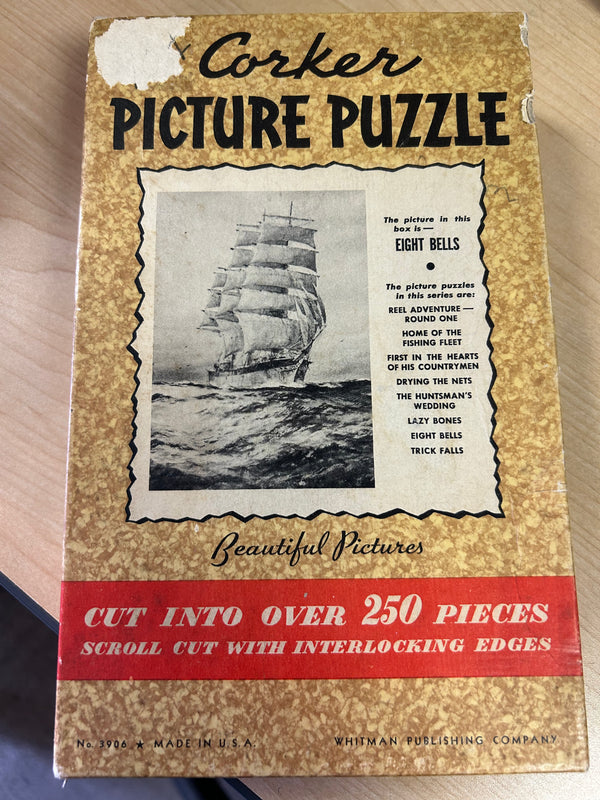 Corker
PICTURE PUZZLE
The picture in this
box is—
EIGHT BELLS
•
The picture puzzles
in this series are:
REEL ADVENTURE—
ROUND ONE
HOME OF THE
FISHING FLEET
FIRST IN THE HEARTS
OF HIS COUNTRYMEN
DRYING THE NETS
THE HUNTSMAN'S
WEDDING
LAZY BONES
EIGHT BELLS
TRICK FALLS
Beautiful Pictures
CUT INTO OVER 250 PIECES
SCROLL CUT WITH INTERLOCKING EDGES
No. 3906 ★ MADE IN U.S.A. WHITMAN PUBLISHING COMPANY